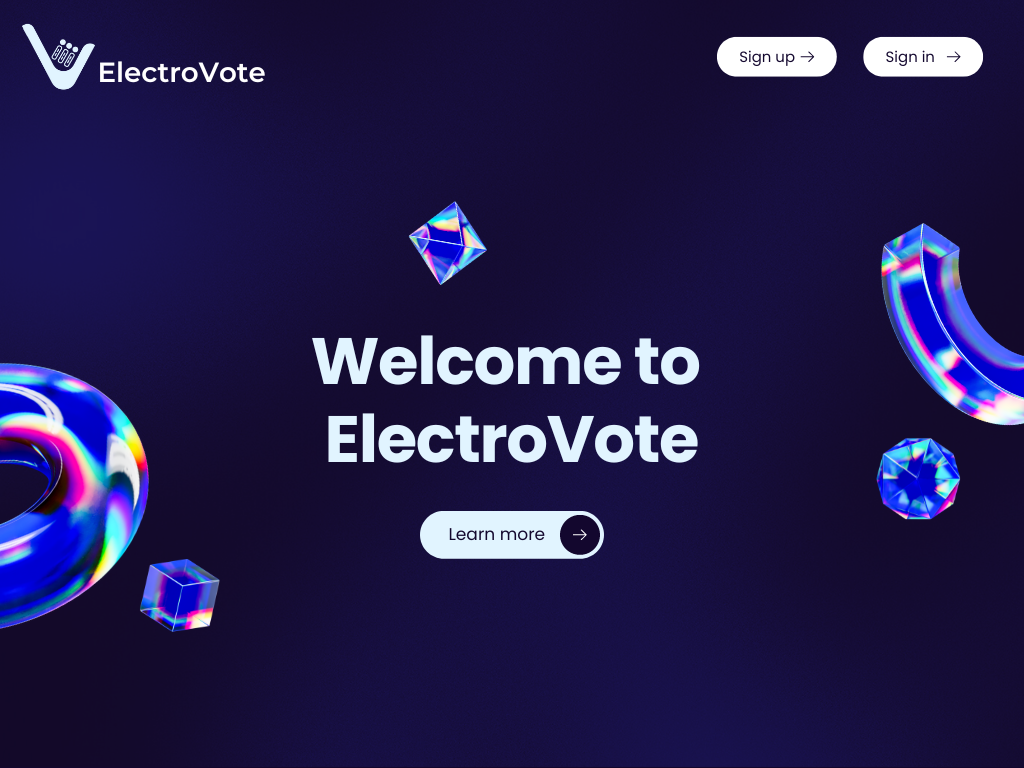 ElectroVote
Sign up
Sign in
Welcome to
ElectroVote
Learn more